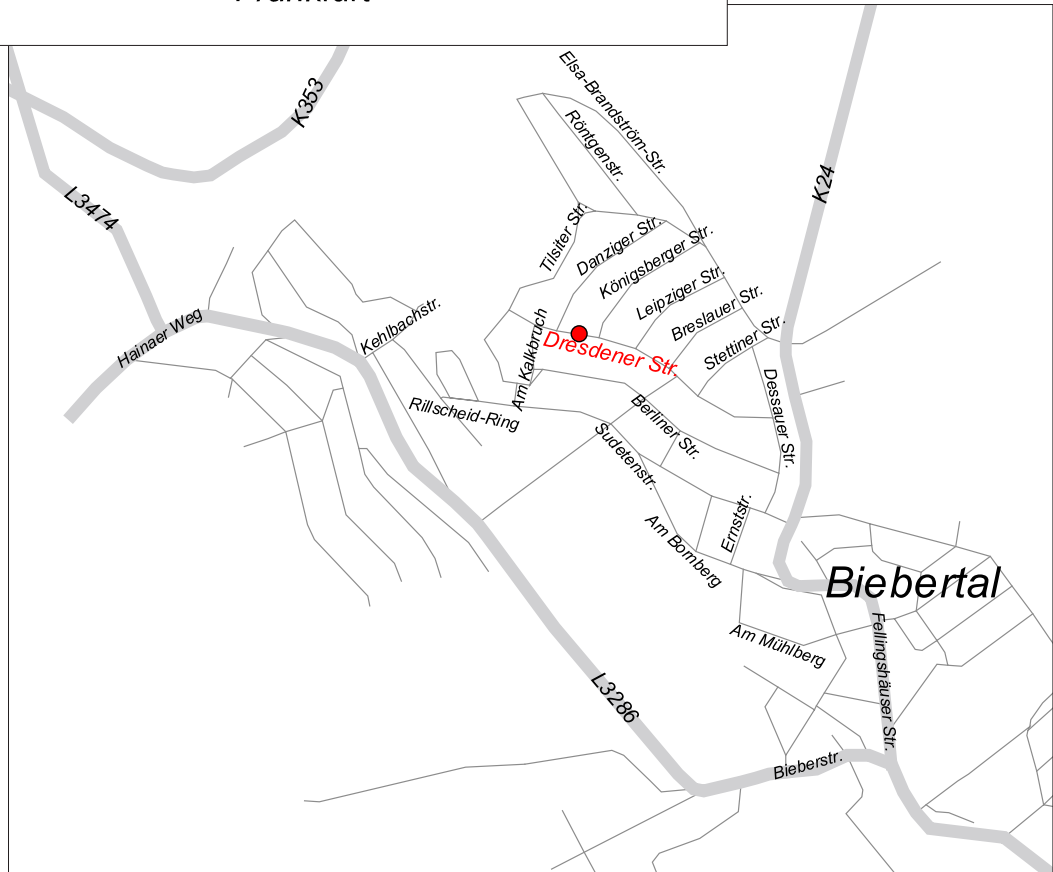 Elsa-Brandström-Str.
K353
Röntgenstr.
K24
L3474
Tilsiter Str.
Danziger Str.
Königsberger Str.
Leipziger Str.
Breslauer Str.
Stettiner Str.
Hainaer Weg
Kehlbachstr.
Am Kalkbruch
Dresdener Str.
Dessauer Str.
Rillscheid-Ring
Berliner Str.
Sudetenstr.
Ernststr.
Am Bornberg
Biebertal
Am Mühlberg
Fellingshäuser Str.
L3286
Bieberstr.